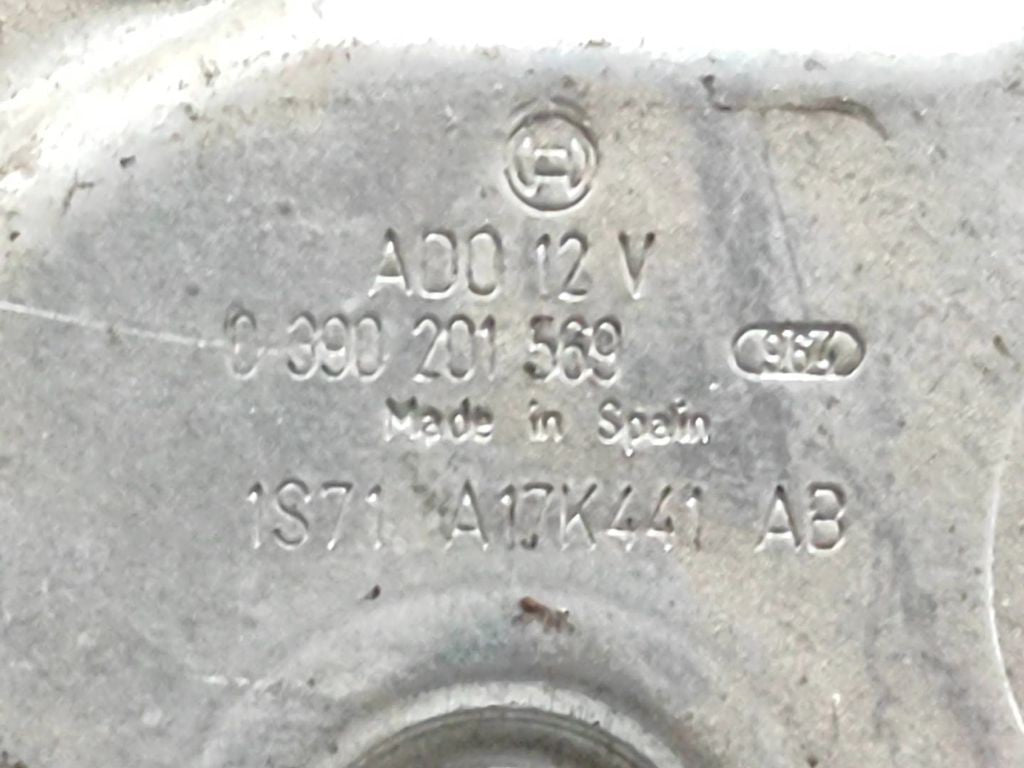 ADO 12 V
0 390 201 569
Made in Spain
1S71 A17K441 AB